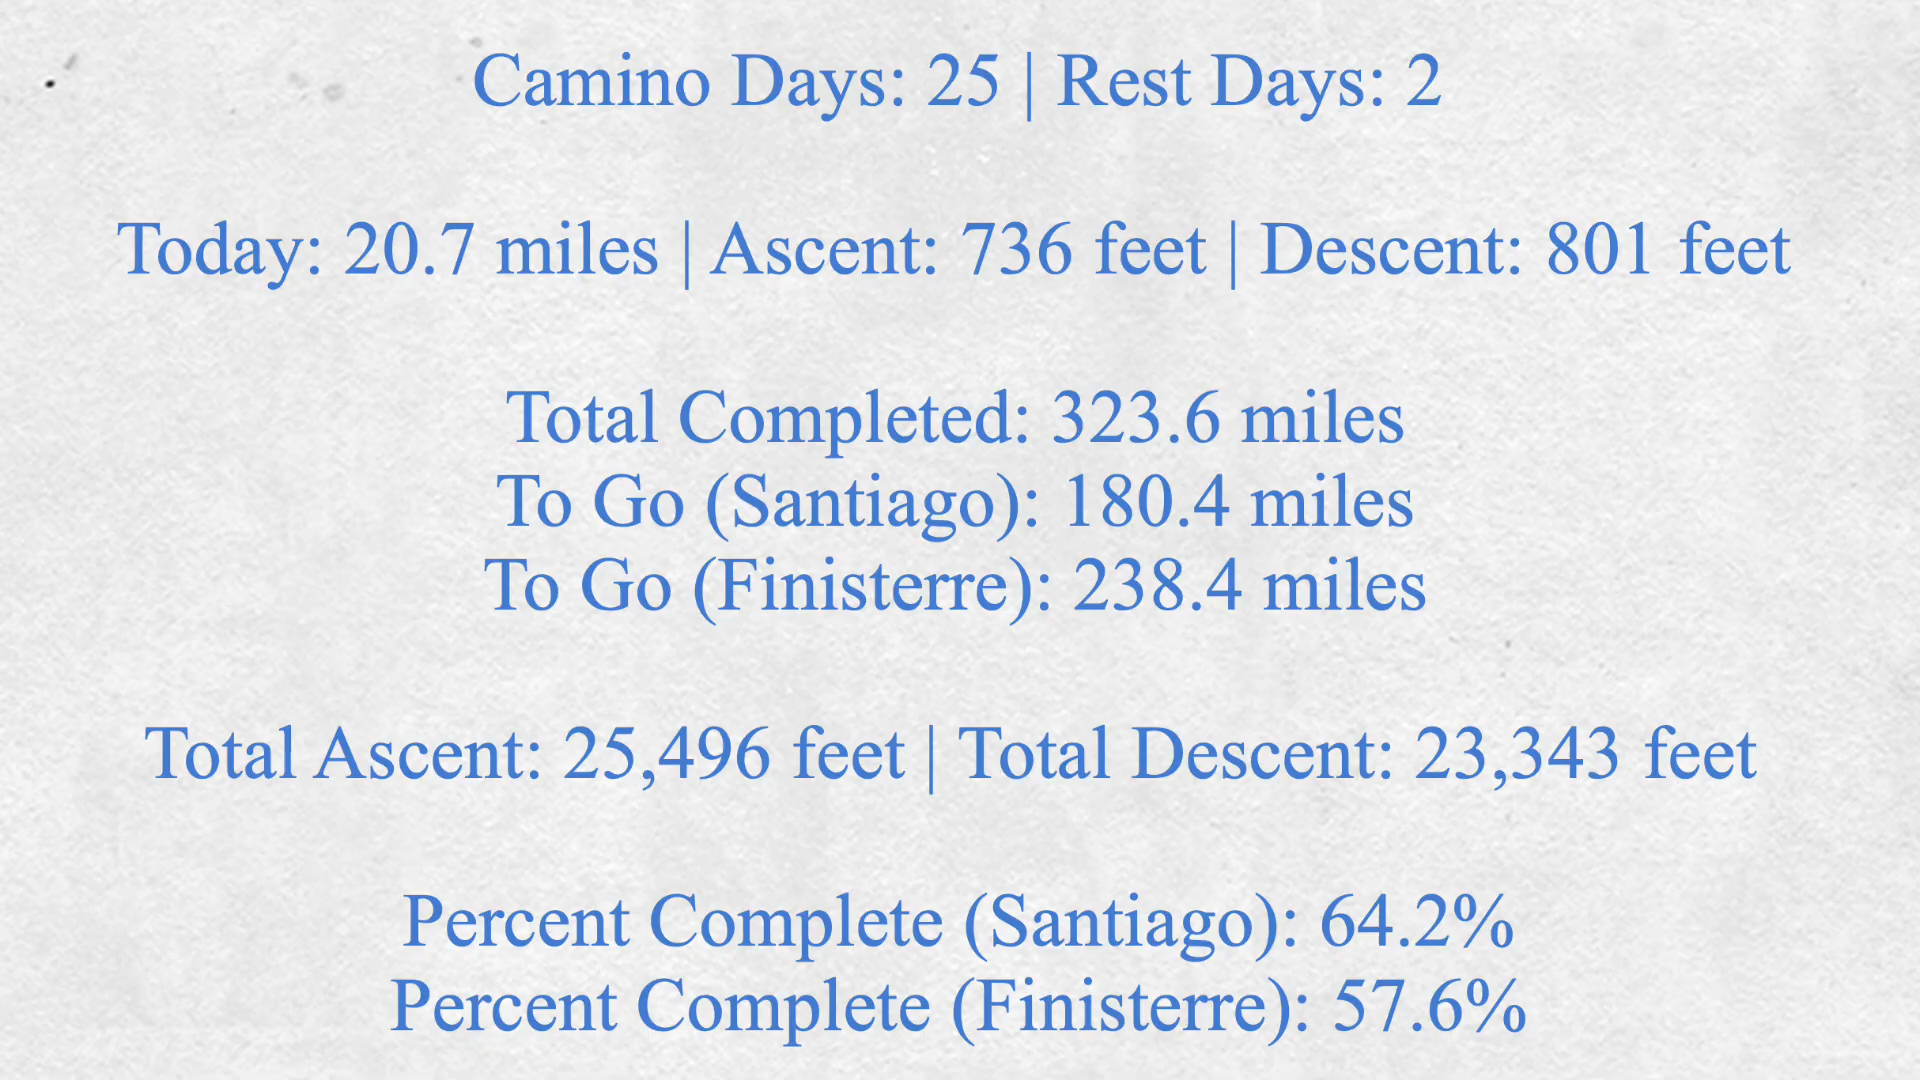 Camino Days: 25 | Rest Days: 2
Today: 20.7 miles | Ascent: 736 feet | Descent: 801 feet
Total Completed: 323.6 miles
To Go (Santiago): 180.4 miles
To Go (Finisterre): 238.4 miles
Total Ascent: 25,496 feet | Total Descent: 23,343 feet
Percent Complete (Santiago): 64.2%
Percent Complete (Finisterre): 57.6%